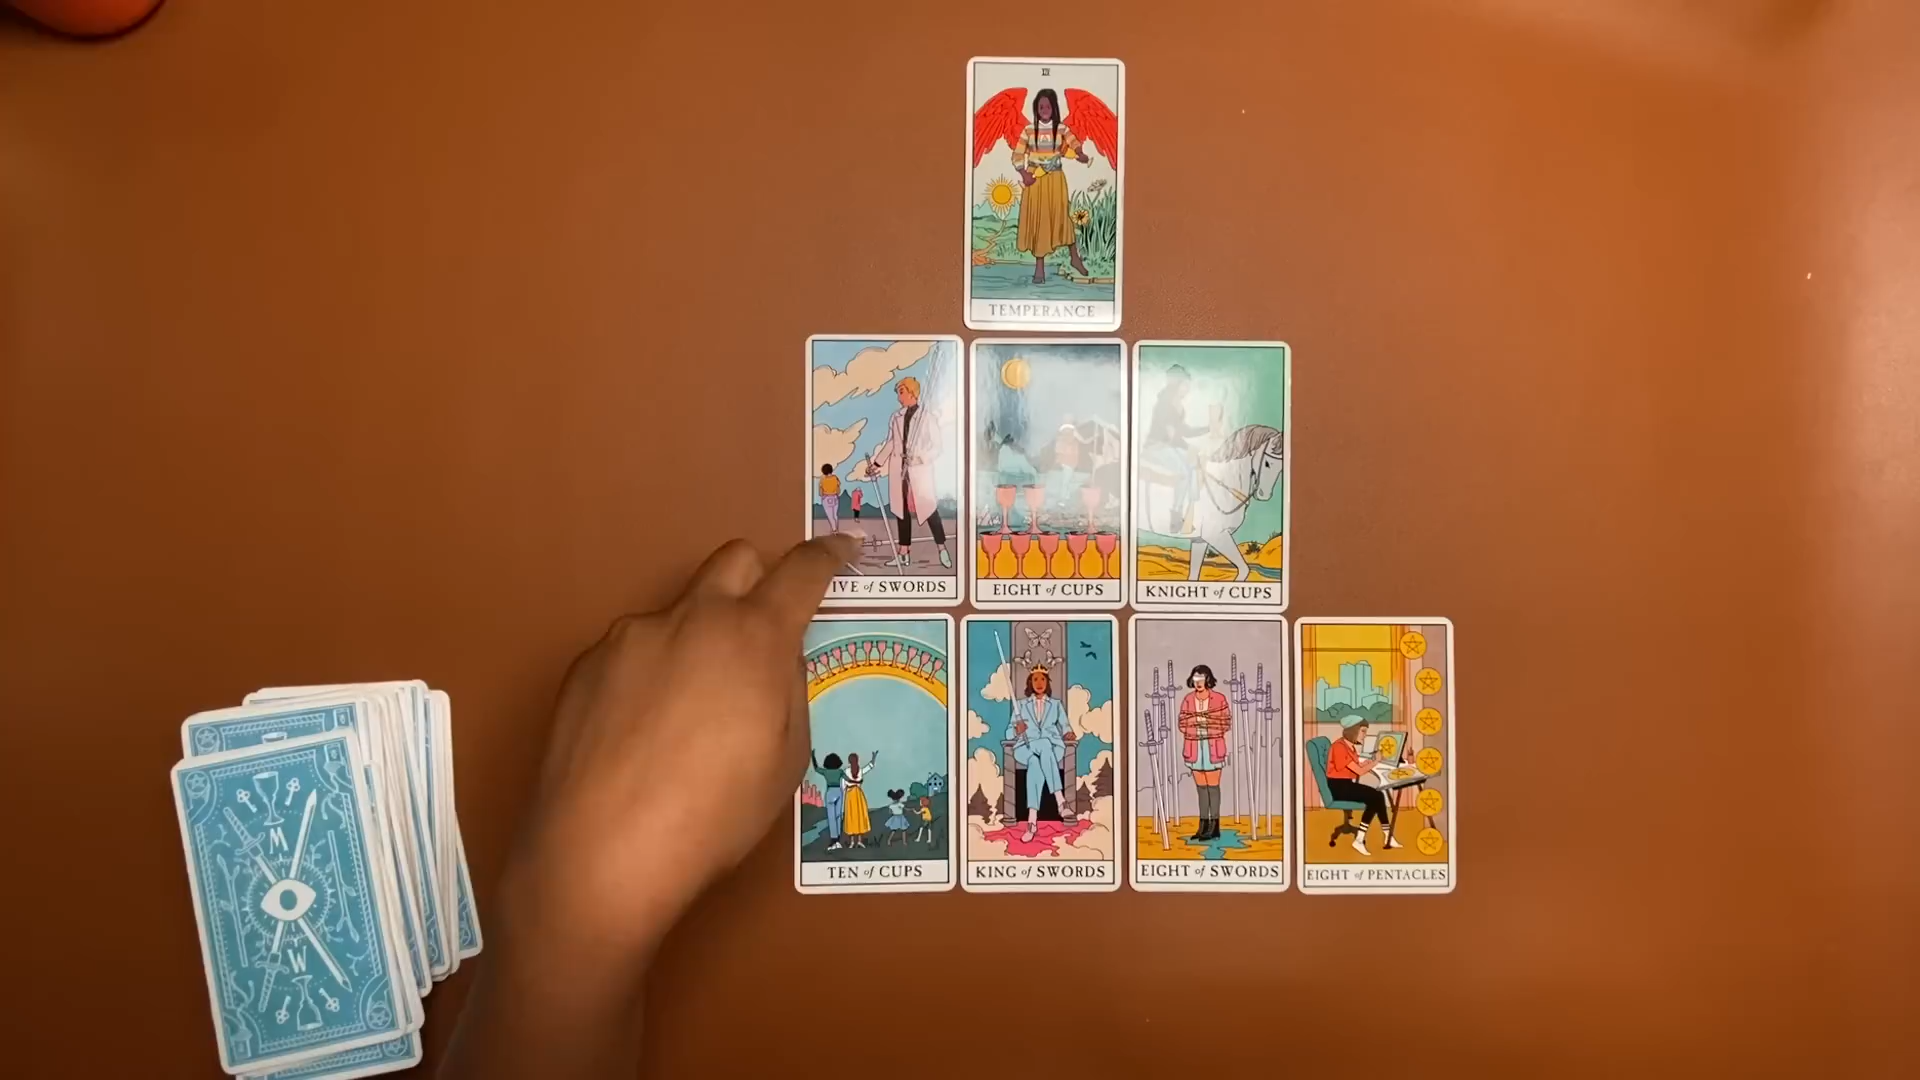 TEMPERANCE
IVE of SWORDS
EIGHT of CUPS
KNIGHT of CUPS
TEN of CUPS
KING of SWORDS
EIGHT of SWORDS
EIGHT of PENTACLES
M
W